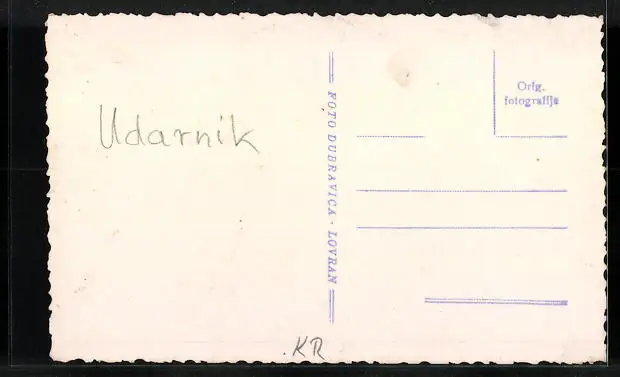 Udarnik
FOTO DUBRAVICA - LOVRAN
Orig.
fotografija
KR